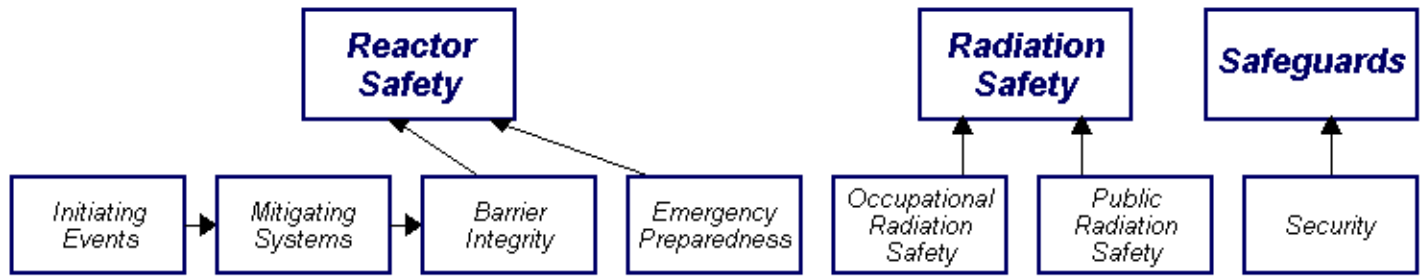 Reactor
Safety
Radiation
Safety
Safeguards
Initiating
Events
Mitigating
Systems
Barrier
Integrity
Emergency
Preparedness
Occupational
Radiation
Safety
Public
Radiation
Safety
Security